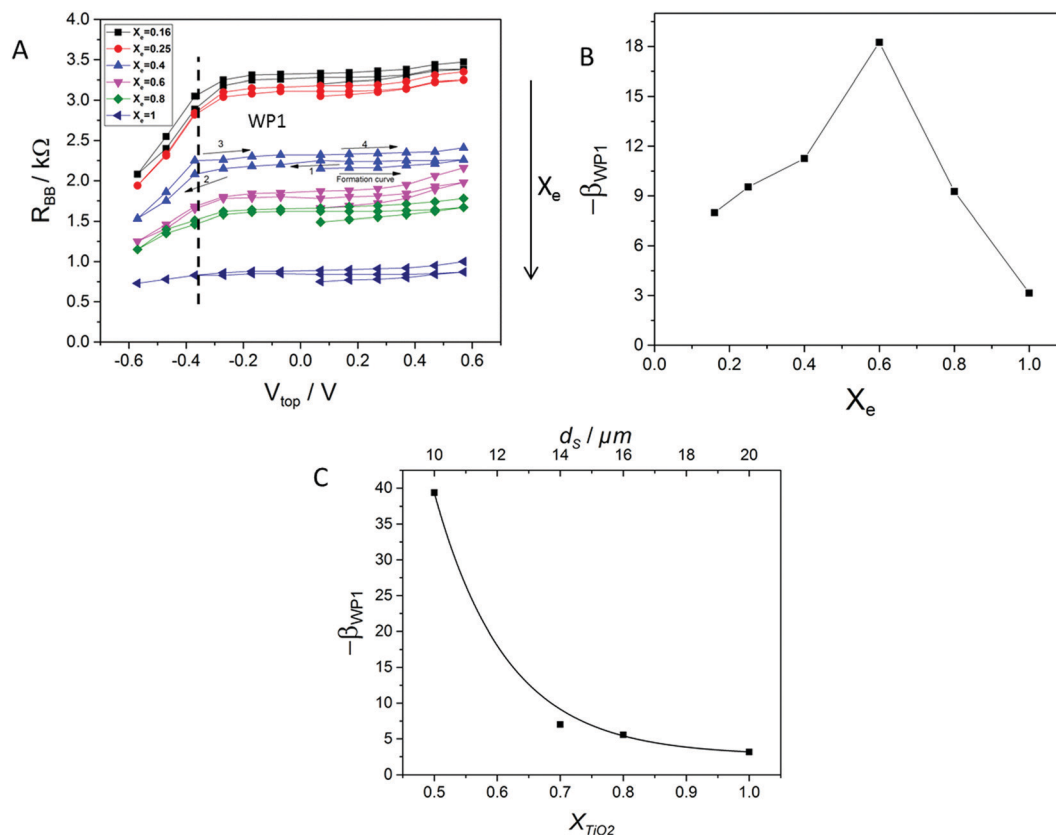 A
X_e=0.16
X_e=0.25
X_e=0.4
X_e=0.6
X_e=0.8
X_e=1
4.0
3.5
3.0
2.5
2.0
1.5
1.0
0.5
0.0
R_BB / kΩ
WP1
3
4
1
2
Formation curve
-0.6 -0.4 -0.2 0.0 0.2 0.4 0.6
V_top / V
X_e
B
18
15
12
9
6
3
0
−β_WP1
0.0 0.2 0.4 0.6 0.8 1.0
X_e
C
d_S / μm
10 12 14 16 18 20
40
35
30
25
20
15
10
5
0
−β_WP1
0.5 0.6 0.7 0.8 0.9 1.0
X_TiO2